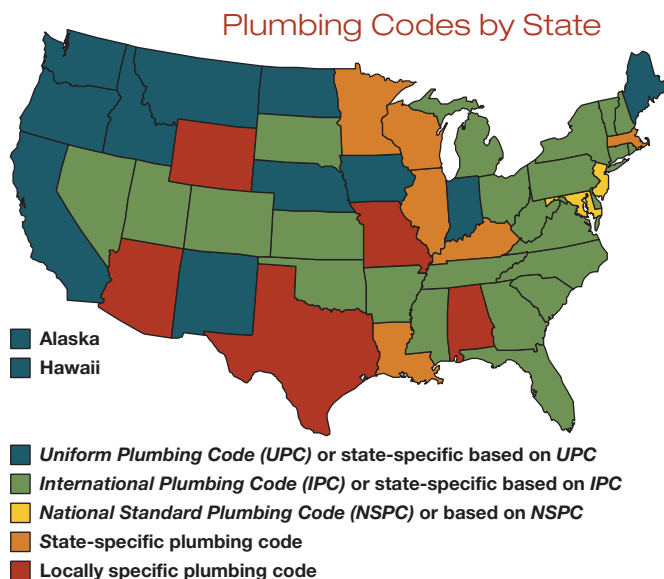 Plumbing Codes by State
Alaska
Hawaii
Uniform Plumbing Code (UPC) or state-specific based on UPC
International Plumbing Code (IPC) or state-specific based on IPC
National Standard Plumbing Code (NSPC) or based on NSPC
State-specific plumbing code
Locally specific plumbing code